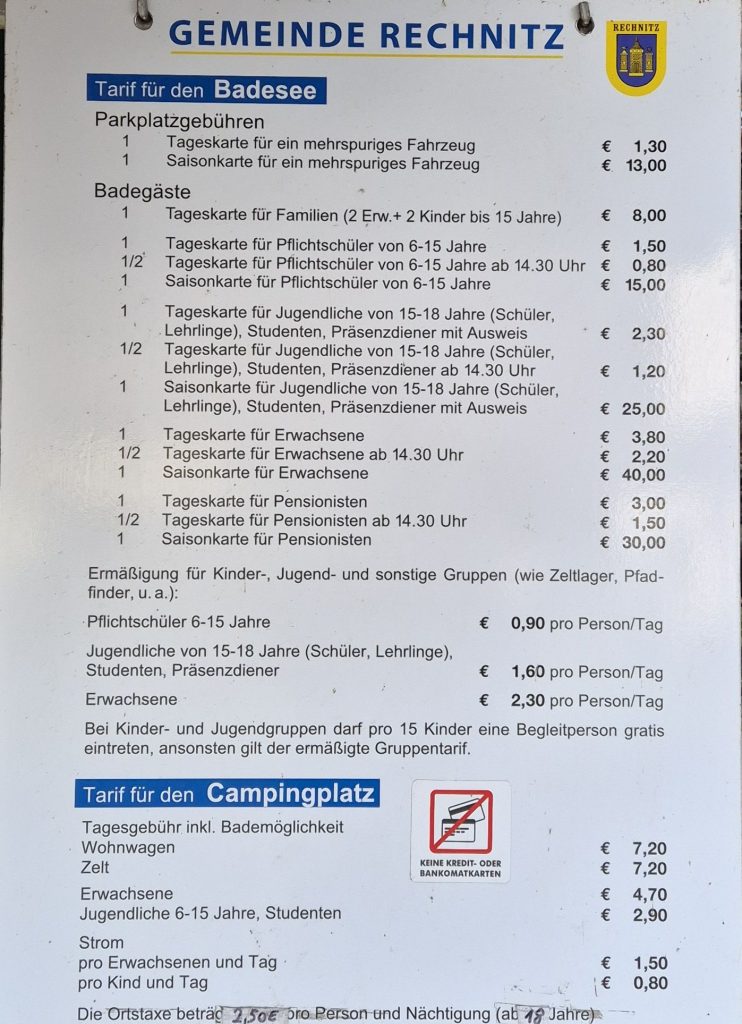 GEMEINDE RECHNITZ
RECHNITZ
Tarif für den Badesee
Parkplatzgebühren
1 Tageskarte für ein mehrspuriges Fahrzeug € 1,30
1 Saisonkarte für ein mehrspuriges Fahrzeug € 13,00
Badegäste
1 Tageskarte für Familien (2 Erw.+ 2 Kinder bis 15 Jahre) € 8,00
1 Tageskarte für Pflichtschüler von 6-15 Jahre € 1,50
1/2 Tageskarte für Pflichtschüler von 6-15 Jahre ab 14.30 Uhr € 0,80
1 Saisonkarte für Pflichtschüler von 6-15 Jahre € 15,00
1 Tageskarte für Jugendliche von 15-18 Jahre (Schüler,
Lehrlinge), Studenten, Präsenzdiener mit Ausweis € 2,30
1/2 Tageskarte für Jugendliche von 15-18 Jahre (Schüler,
Lehrlinge), Studenten, Präsenzdiener ab 14.30 Uhr € 1,20
1 Saisonkarte für Jugendliche von 15-18 Jahre (Schüler,
Lehrlinge), Studenten, Präsenzdiener mit Ausweis € 25,00
1 Tageskarte für Erwachsene € 3,80
1/2 Tageskarte für Erwachsene ab 14.30 Uhr € 2,20
1 Saisonkarte für Erwachsene € 40,00
1 Tageskarte für Pensionisten € 3,00
1/2 Tageskarte für Pensionisten ab 14.30 Uhr € 1,50
1 Saisonkarte für Pensionisten € 30,00
Ermäßigung für Kinder-, Jugend- und sonstige Gruppen (wie Zeltlager, Pfad-
finder, u. a.):
Pflichtschüler 6-15 Jahre € 0,90 pro Person/Tag
Jugendliche von 15-18 Jahre (Schüler, Lehrlinge),
Studenten, Präsenzdiener € 1,60 pro Person/Tag
Erwachsene € 2,30 pro Person/Tag
Bei Kinder- und Jugendgruppen darf pro 15 Kinder eine Begleitperson gratis
eintreten, ansonsten gilt der ermäßigte Gruppentarif.
Tarif für den Campingplatz
KEINE KREDIT- ODER
BANKOMATKARTEN
Tagesgebühr inkl. Bademöglichkeit
Wohnwagen € 7,20
Zelt € 7,20
Erwachsene € 4,70
Jugendliche 6-15 Jahre, Studenten € 2,90
Strom
pro Erwachsenen und Tag € 1,50
pro Kind und Tag € 0,80
Die Ortstaxe beträg 2,50€ pro Person und Nächtigung (ab 18 Jahre)